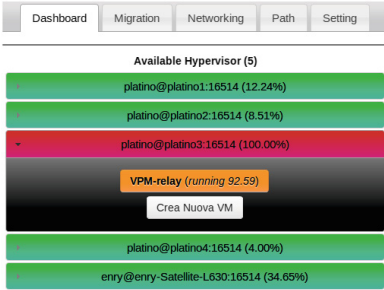 Dashboard Migration Networking Path Setting
Available Hypervisor (5)
platino@platino1:16514 (12.24%)
platino@platino2:16514 (8.51%)
platino@platino3:16514 (100.00%)
VPM-relay (running 92.59)
Crea Nuova VM
platino@platino4:16514 (4.00%)
enry@enry-Satellite-L630:16514 (34.65%)